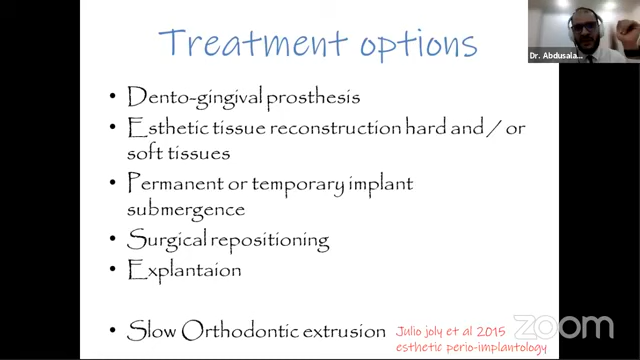 Treatment options
Dr. Abdusala...
• Dento-gingival prosthesis
• Esthetic tissue reconstruction hard and / or
soft tissues
• Permanent or temporary implant
submergence
• Surgical repositioning
• Explantaion
• Slow Orthodontic extrusion
Julio joly et al 2015
esthetic perio-implantology
zoom